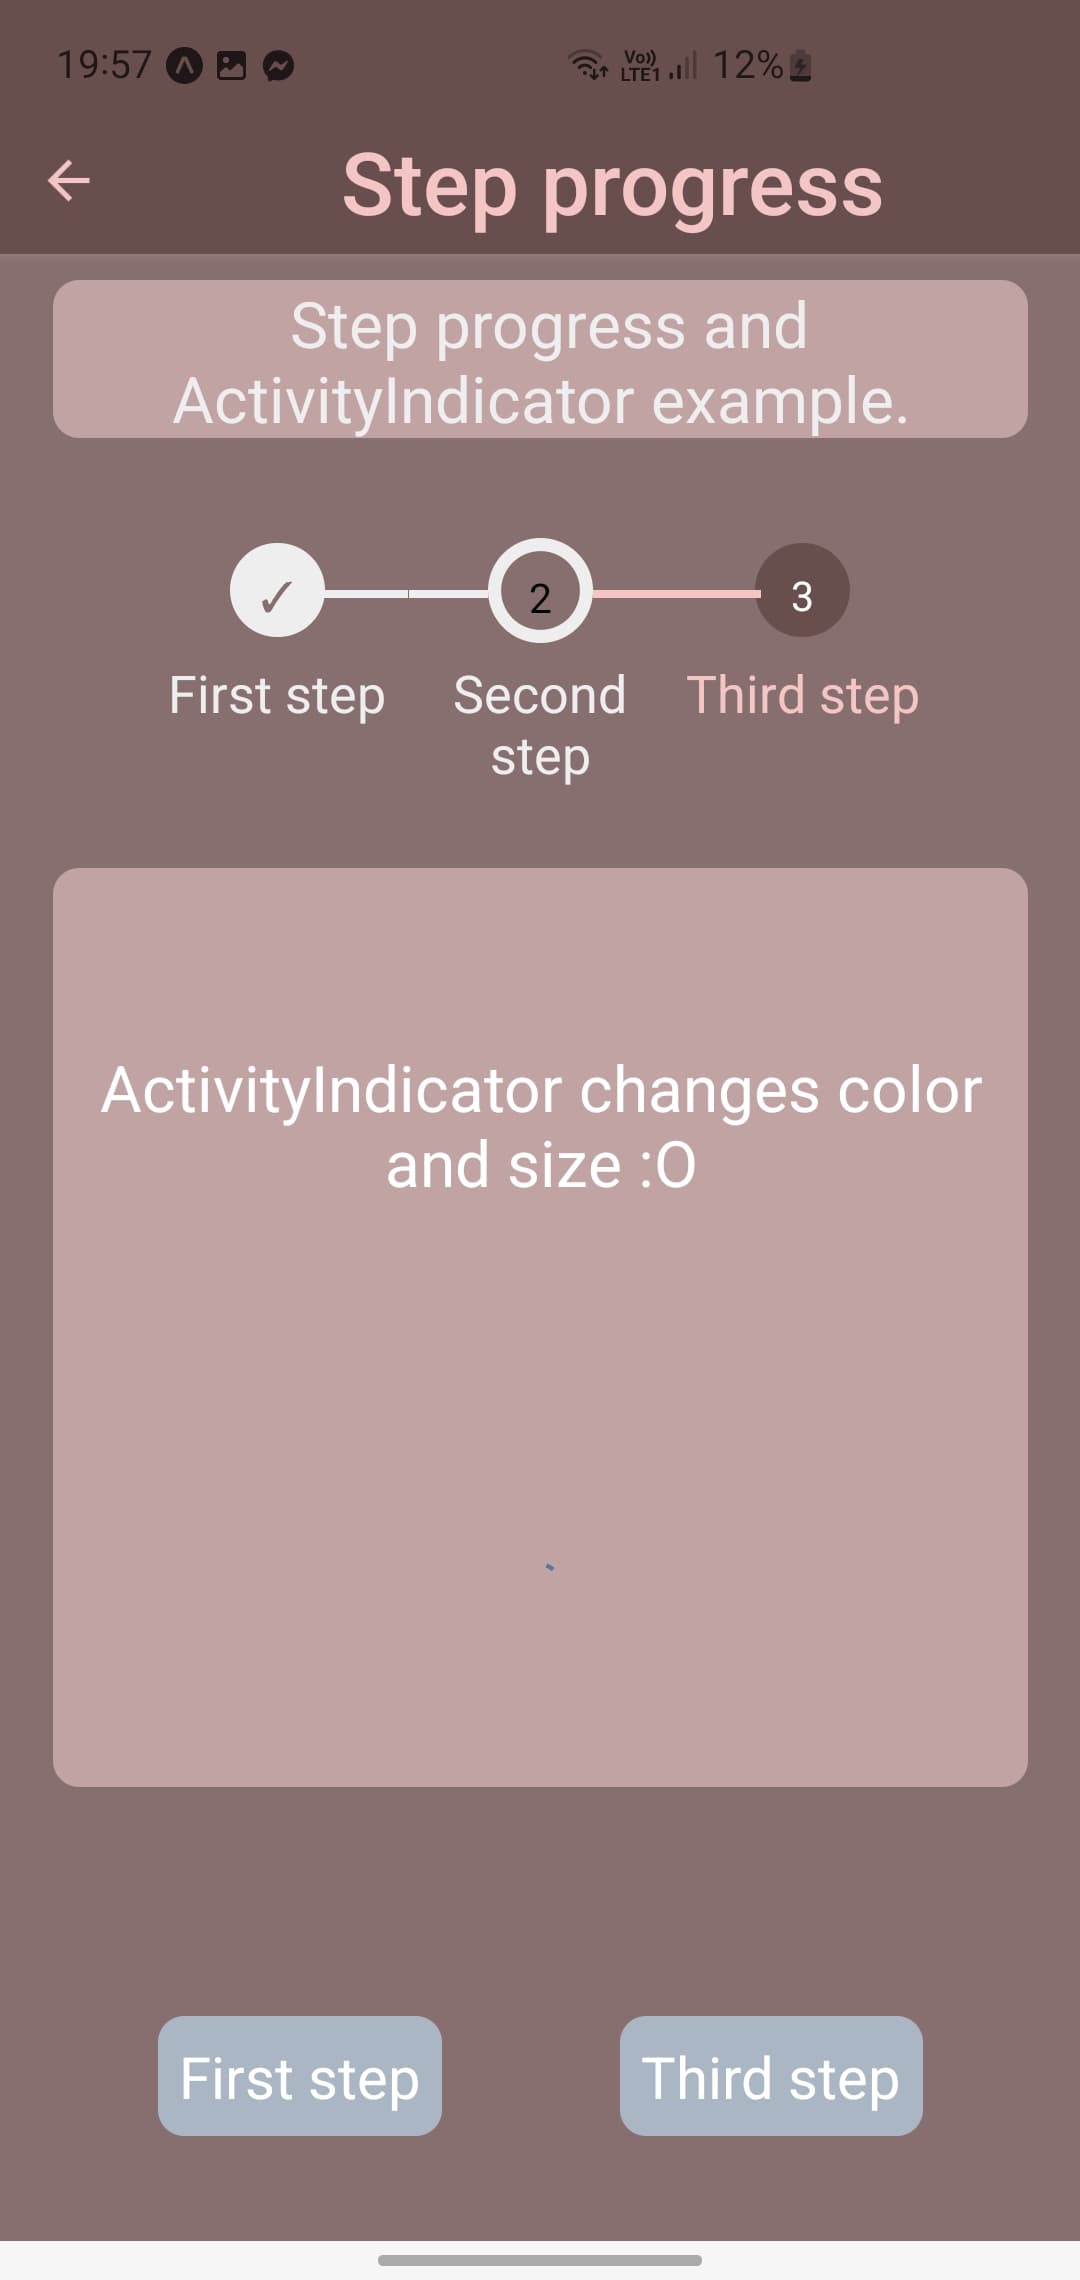 19:57 Vo)) LTE1 12%
Step progress
Step progress and
ActivityIndicator example.
✓ 2 3
First step Second step Third step
ActivityIndicator changes color
and size :O
First step Third step